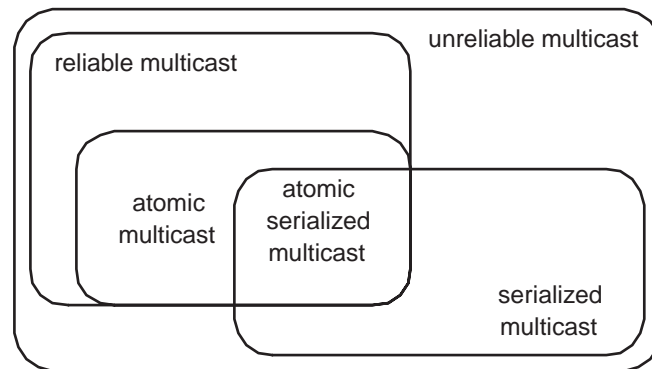 unreliable multicast
reliable multicast
atomic
multicast
atomic
serialized
multicast
serialized
multicast